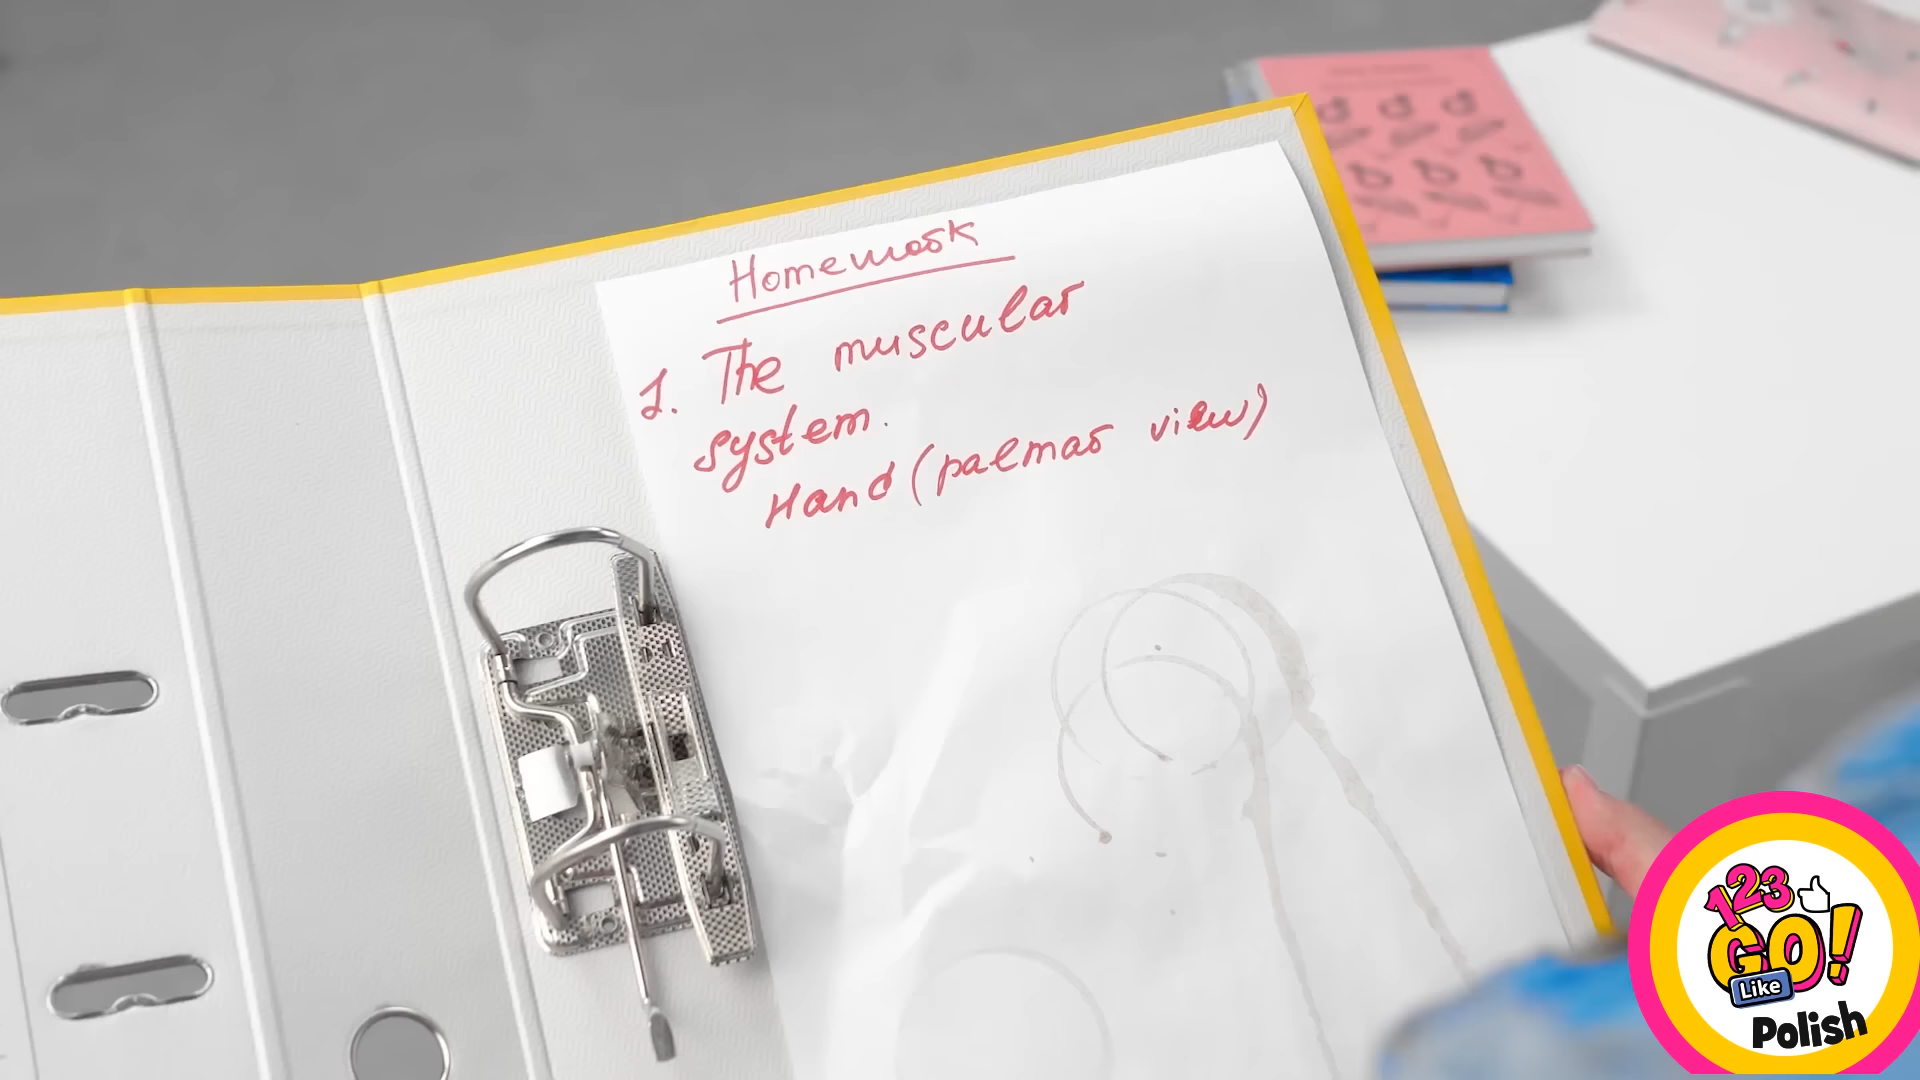 Homework
1. The muscular
system.
Hand (palmar view)
123
GO!
Like
Polish